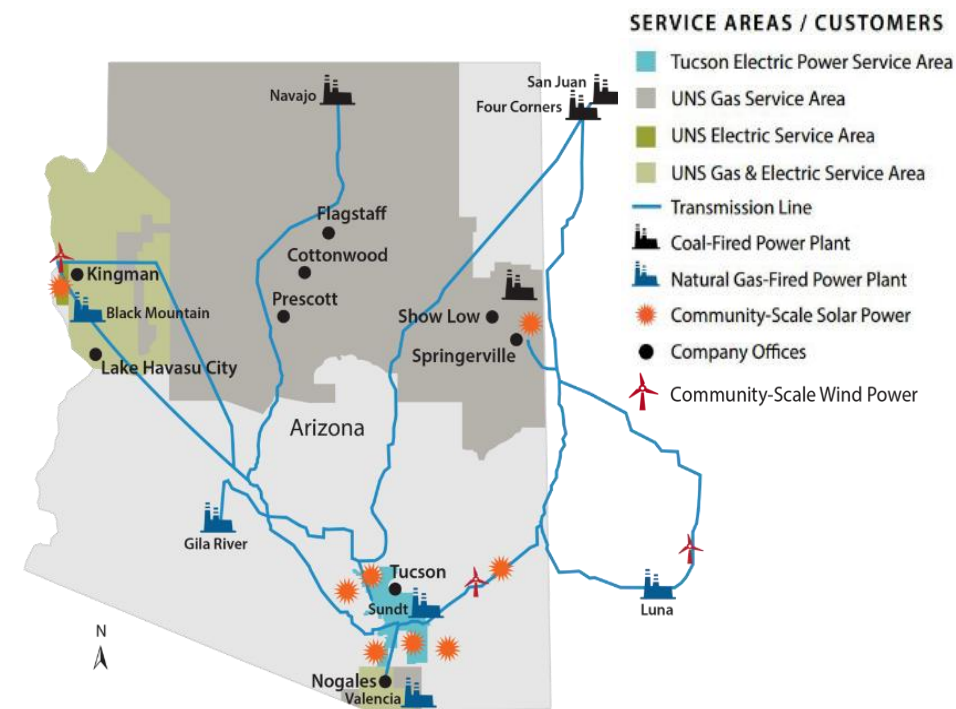 SERVICE AREAS / CUSTOMERS
Tucson Electric Power Service Area
UNS Gas Service Area
UNS Electric Service Area
UNS Gas & Electric Service Area
Transmission Line
Coal-Fired Power Plant
Natural Gas-Fired Power Plant
Community-Scale Solar Power
Company Offices
Community-Scale Wind Power
San Juan
Navajo
Four Corners
Flagstaff
Cottonwood
Kingman
Prescott
Black Mountain
Show Low
Springerville
Lake Havasu City
Arizona
Gila River
Tucson
Sundt
Luna
N
Nogales
Valencia